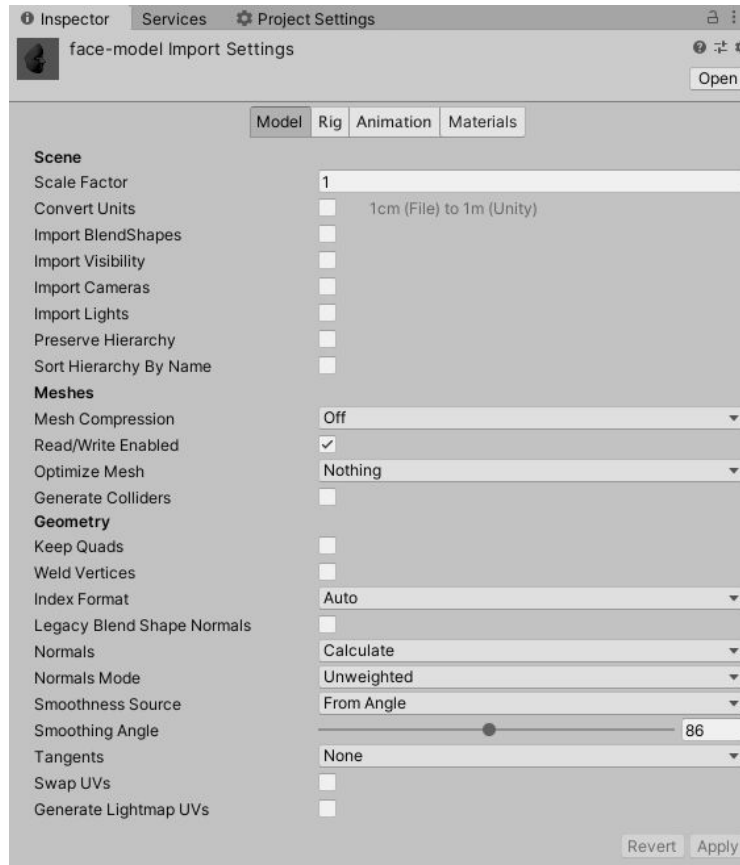 Inspector Services Project Settings
face-model Import Settings
Open
Model Rig Animation Materials
Scene
Scale Factor 1
Convert Units 1cm (File) to 1m (Unity)
Import BlendShapes
Import Visibility
Import Cameras
Import Lights
Preserve Hierarchy
Sort Hierarchy By Name
Meshes
Mesh Compression Off
Read/Write Enabled
Optimize Mesh Nothing
Generate Colliders
Geometry
Keep Quads
Weld Vertices
Index Format Auto
Legacy Blend Shape Normals
Normals Calculate
Normals Mode Unweighted
Smoothness Source From Angle
Smoothing Angle 86
Tangents None
Swap UVs
Generate Lightmap UVs
Revert Apply